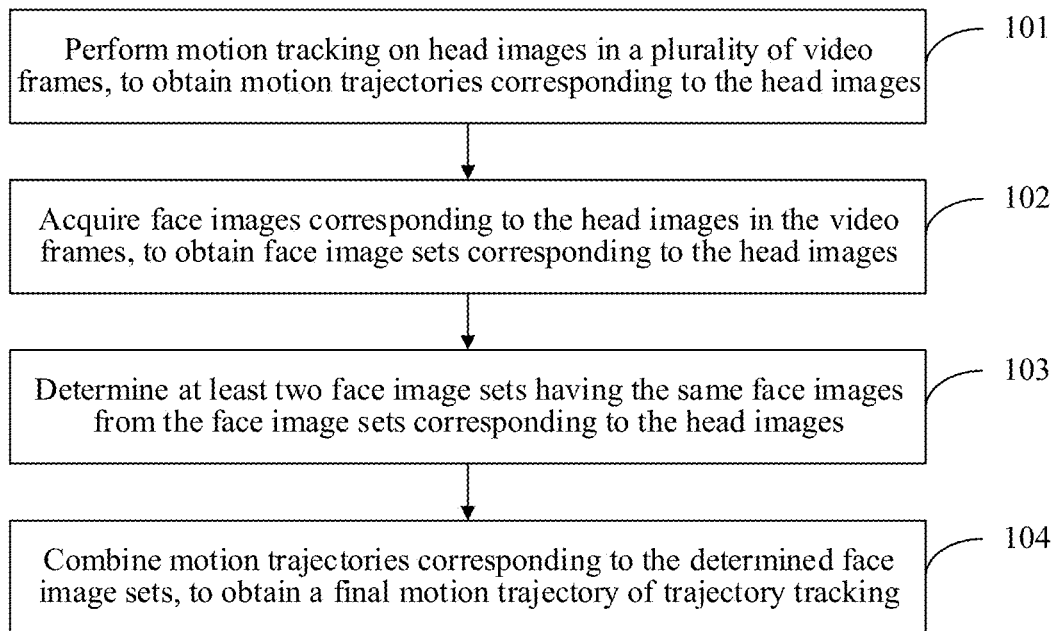 Perform motion tracking on head images in a plurality of video
frames, to obtain motion trajectories corresponding to the head images
101
Acquire face images corresponding to the head images in the video
frames, to obtain face image sets corresponding to the head images
102
Determine at least two face image sets having the same face images
from the face image sets corresponding to the head images
103
Combine motion trajectories corresponding to the determined face
image sets, to obtain a final motion trajectory of trajectory tracking
104